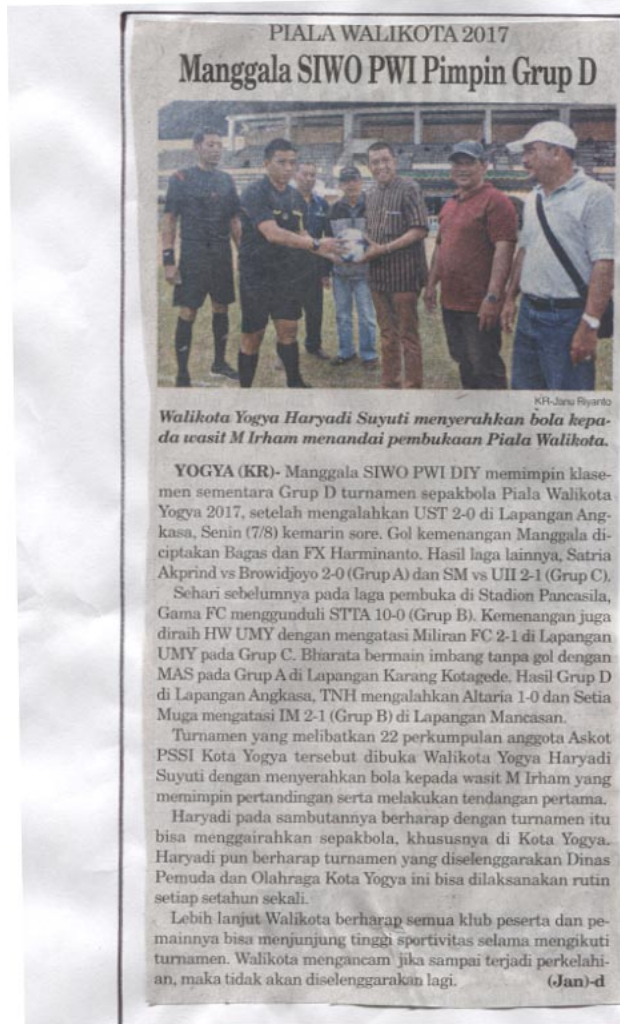 PIALA WALIKOTA 2017
Manggala SIWO PWI Pimpin Grup D
KR-Janu Riyanto
Walikota Yogya Haryadi Suyuti menyerahkan bola kepa-
da wasit M Irham menandai pembukaan Piala Walikota.
YOGYA (KR)- Manggala SIWO PWI DIY memimpin klase-
men sementara Grup D turnamen sepakbola Piala Walikota
Yogya 2017, setelah mengalahkan UST 2-0 di Lapangan Ang-
kasa, Senin (7/8) kemarin sore. Gol kemenangan Manggala di-
ciptakan Bagas dan FX Harminanto. Hasil laga lainnya, Satria
Akprind vs Browidjoyo 2-0 (Grup A) dan SM vs UII 2-1 (Grup C).
Sehari sebelumnya pada laga pembuka di Stadion Pancasila,
Gama FC menggunduli STTA 10-0 (Grup B). Kemenangan juga
diraih HW UMY dengan mengatasi Miliran FC 2-1 di Lapangan
UMY pada Grup C. Bharata bermain imbang tanpa gol dengan
MAS pada Grup A di Lapangan Karang Kotagede. Hasil Grup D
di Lapangan Angkasa, TNH mengalahkan Altaria 1-0 dan Setia
Muga mengatasi IM 2-1 (Grup B) di Lapangan Mancasan.
Turnamen yang melibatkan 22 perkumpulan anggota Askot
PSSI Kota Yogya tersebut dibuka Walikota Yogya Haryadi
Suyuti dengan menyerahkan bola kepada wasit M Irham yang
memimpin pertandingan serta melakukan tendangan pertama.
Haryadi pada sambutannya berharap dengan turnamen itu
bisa menggairahkan sepakbola, khususnya di Kota Yogya.
Haryadi pun berharap turnamen yang diselenggarakan Dinas
Pemuda dan Olahraga Kota Yogya ini bisa dilaksanakan rutin
setiap setahun sekali.
Lebih lanjut Walikota berharap semua klub peserta dan pe-
mainnya bisa menjunjung tinggi sportivitas selama mengikuti
turnamen. Walikota mengancam jika sampai terjadi perkelahi-
an, maka tidak akan diselenggarakan lagi. (Jan)-d